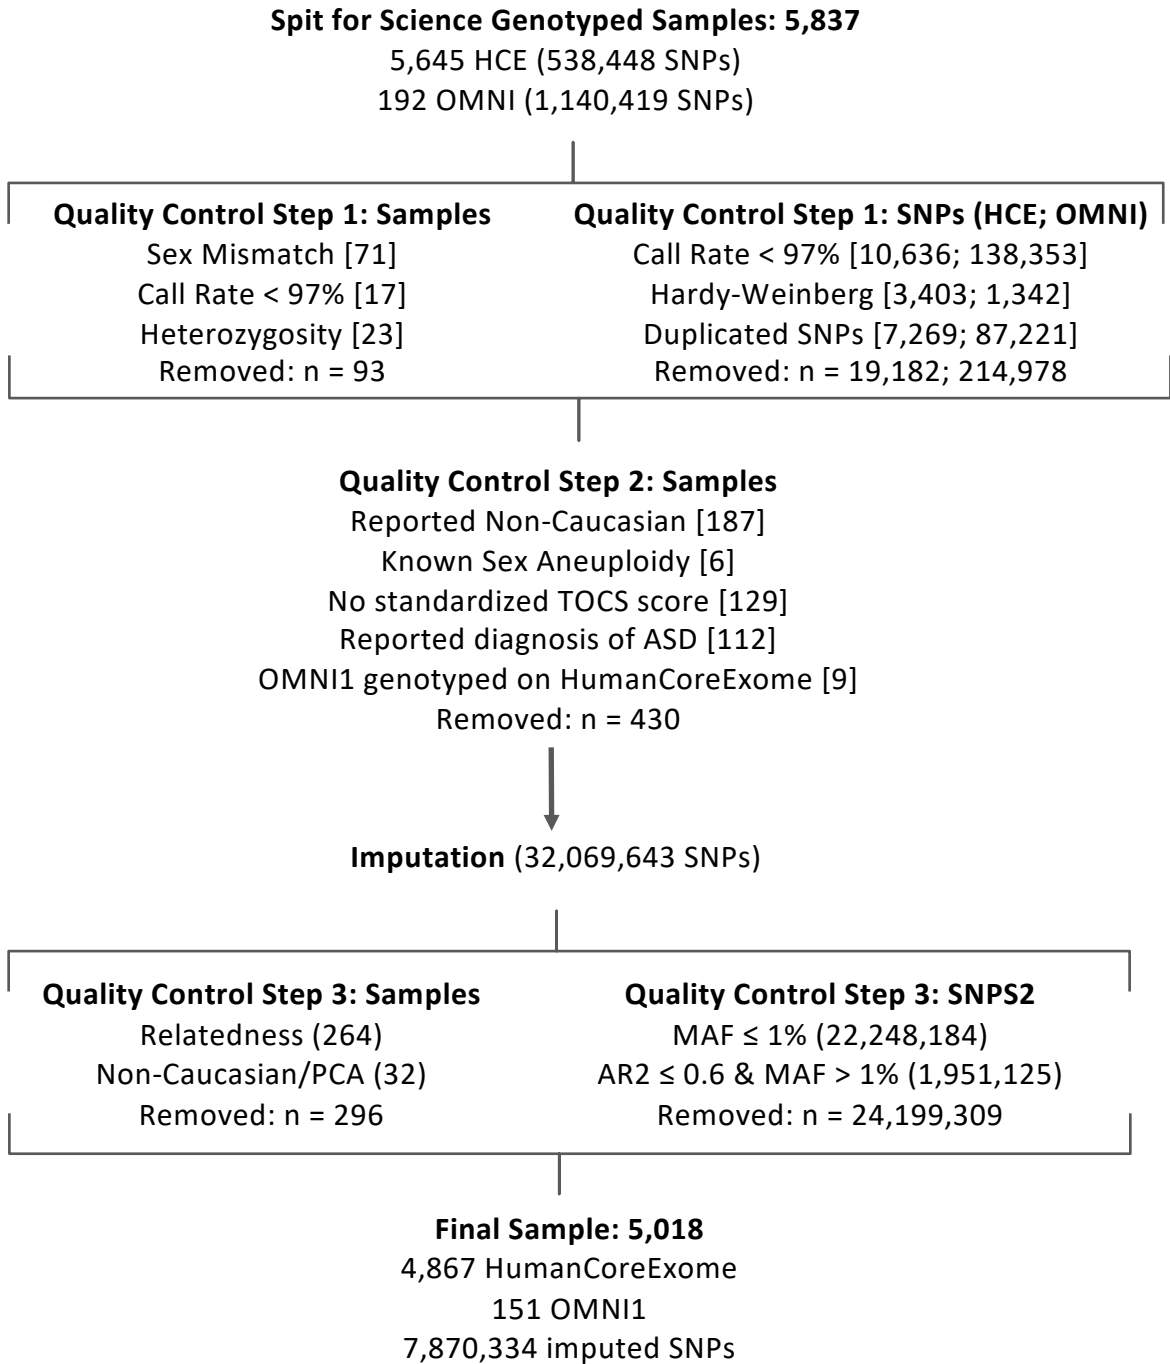 Spit for Science Genotyped Samples: 5,837
5,645 HCE (538,448 SNPs)
192 OMNI (1,140,419 SNPs)
Quality Control Step 1: Samples
Sex Mismatch [71]
Call Rate < 97% [17]
Heterozygosity [23]
Removed: n = 93
Quality Control Step 1: SNPs (HCE; OMNI)
Call Rate < 97% [10,636; 138,353]
Hardy-Weinberg [3,403; 1,342]
Duplicated SNPs [7,269; 87,221]
Removed: n = 19,182; 214,978
Quality Control Step 2: Samples
Reported Non-Caucasian [187]
Known Sex Aneuploidy [6]
No standardized TOCS score [129]
Reported diagnosis of ASD [112]
OMNI1 genotyped on HumanCoreExome [9]
Removed: n = 430
Imputation (32,069,643 SNPs)
Quality Control Step 3: Samples
Relatedness (264)
Non-Caucasian/PCA (32)
Removed: n = 296
Quality Control Step 3: SNPS2
MAF ≤ 1% (22,248,184)
AR2 ≤ 0.6 & MAF > 1% (1,951,125)
Removed: n = 24,199,309
Final Sample: 5,018
4,867 HumanCoreExome
151 OMNI1
7,870,334 imputed SNPs